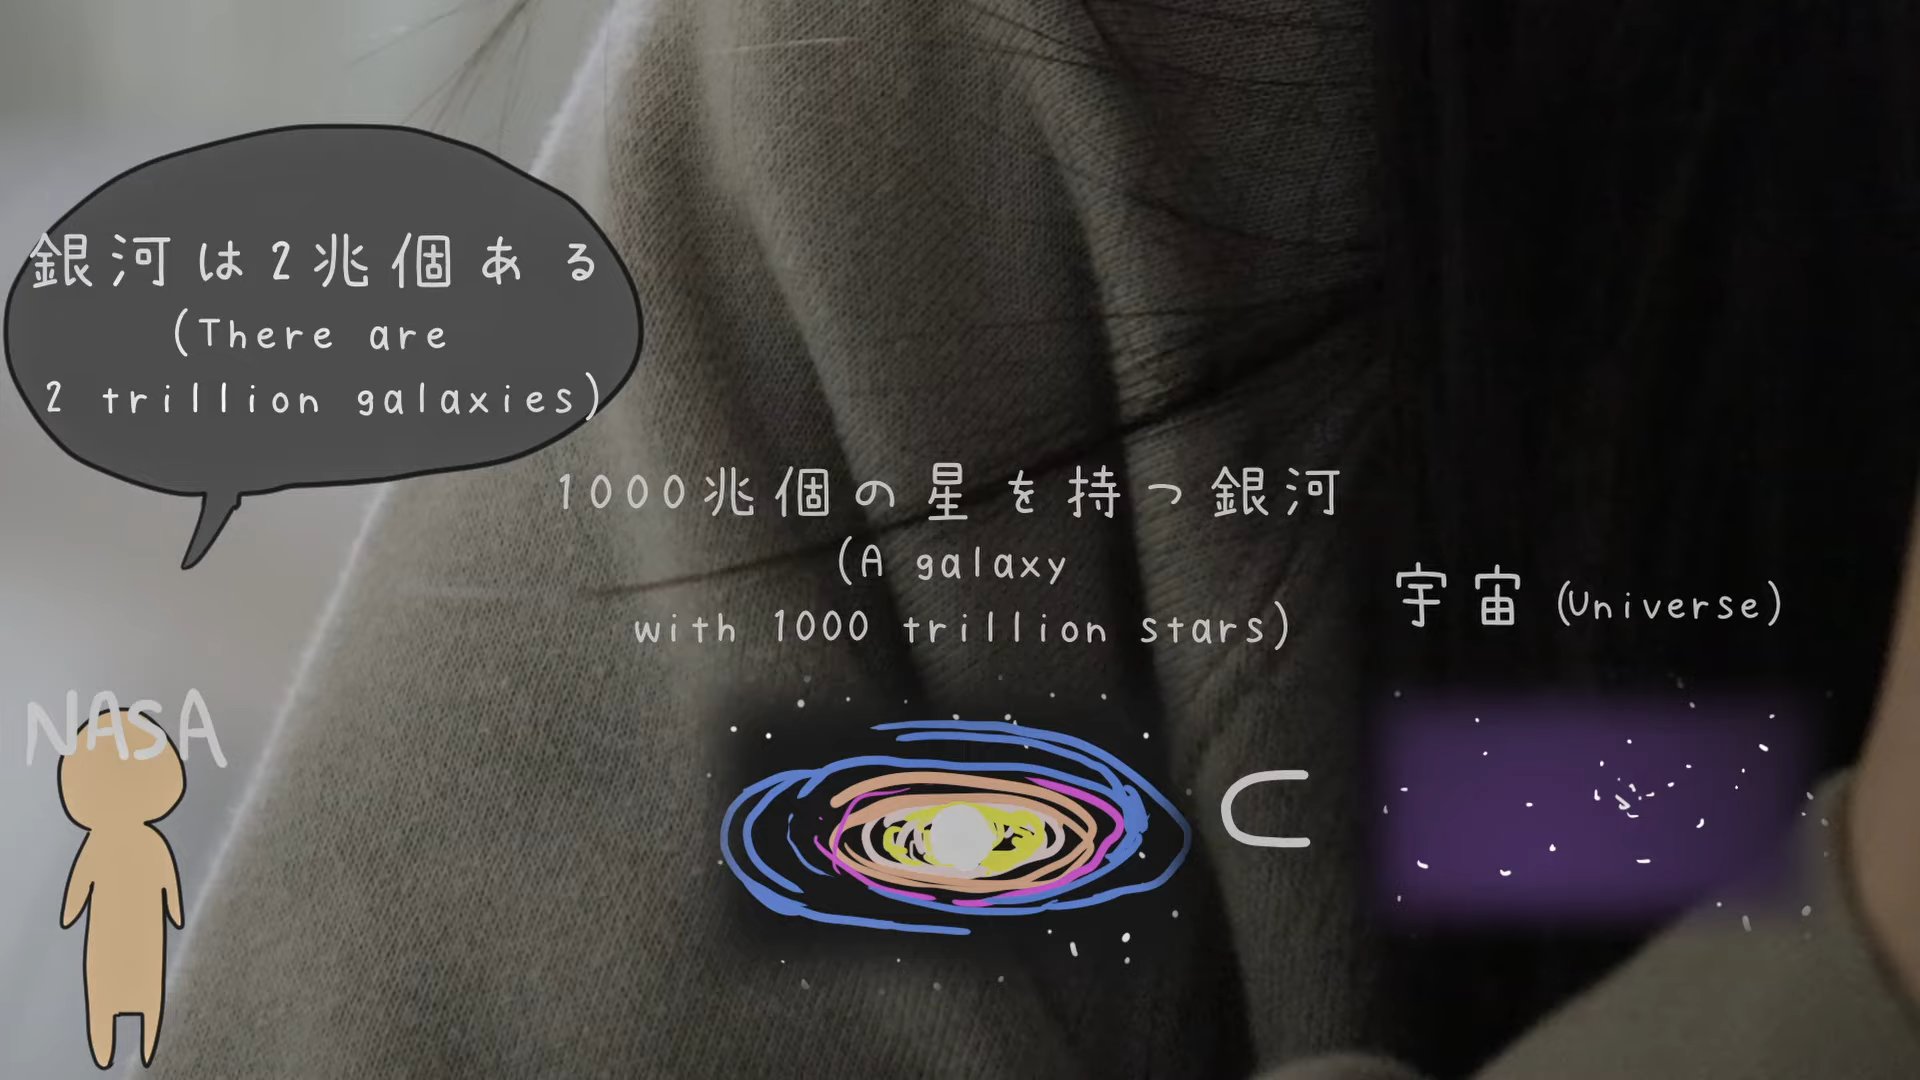 銀河は2兆個ある
(There are
2 trillion galaxies)
1000兆個の星を持つ銀河
(A galaxy
with 1000 trillion stars)
宇宙 (Universe)
NASA
⊂